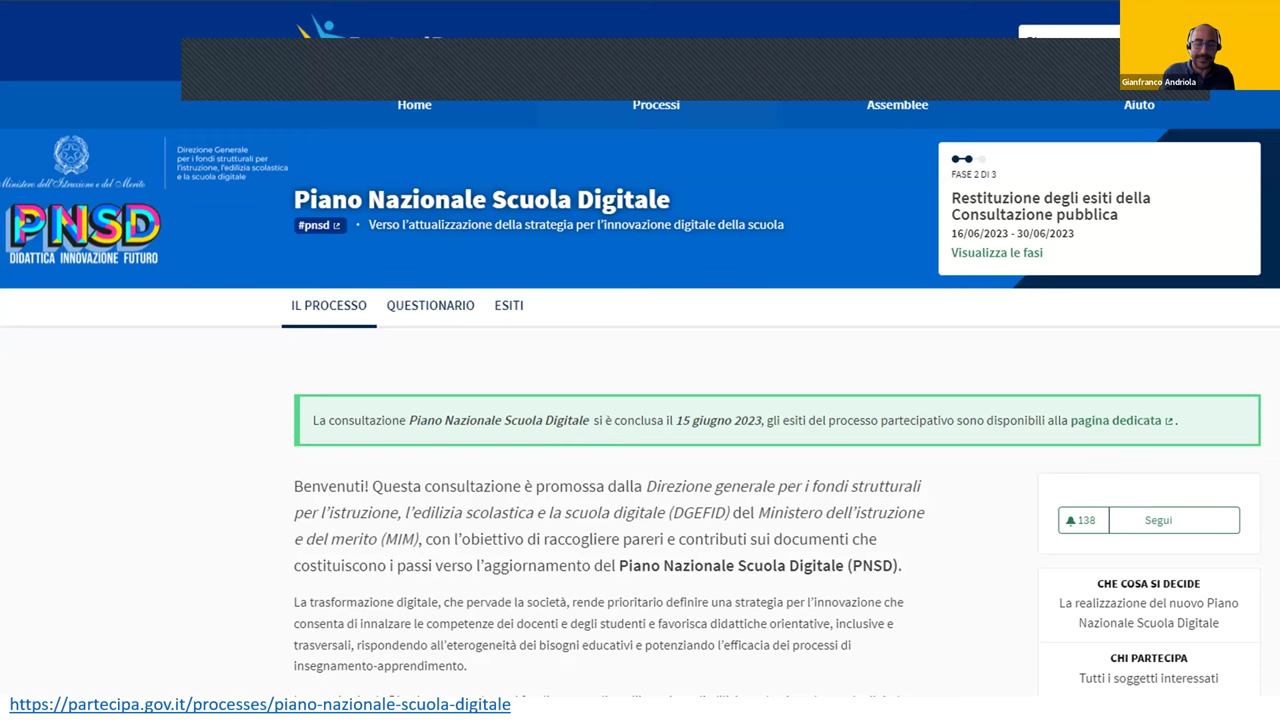 Gianfranco Andriola
Home
Processi
Assemblee
Aiuto
Ministero dell'Istruzione e del Merito
Direzione Generale
per i fondi strutturali per
l'istruzione, l'edilizia scolastica
e la scuola digitale
PNSD
DIDATTICA INNOVAZIONE FUTURO
Piano Nazionale Scuola Digitale
#pnsd · Verso l'attualizzazione della strategia per l'innovazione digitale della scuola
FASE 2 DI 3
Restituzione degli esiti della
Consultazione pubblica
16/06/2023 - 30/06/2023
Visualizza le fasi
IL PROCESSO
QUESTIONARIO
ESITI
La consultazione Piano Nazionale Scuola Digitale si è conclusa il 15 giugno 2023, gli esiti del processo partecipativo sono disponibili alla pagina dedicata .
Benvenuti! Questa consultazione è promossa dalla Direzione generale per i fondi strutturali
per l'istruzione, l'edilizia scolastica e la scuola digitale (DGEFID) del Ministero dell'istruzione
e del merito (MIM), con l'obiettivo di raccogliere pareri e contributi sui documenti che
costituiscono i passi verso l'aggiornamento del Piano Nazionale Scuola Digitale (PNSD).
La trasformazione digitale, che pervade la società, rende prioritario definire una strategia per l'innovazione che
consenta di innalzare le competenze dei docenti e degli studenti e favorisca didattiche orientative, inclusive e
trasversali, rispondendo all'eterogeneità dei bisogni educativi e potenziando l'efficacia dei processi di
insegnamento-apprendimento.
138
Segui
CHE COSA SI DECIDE
La realizzazione del nuovo Piano
Nazionale Scuola Digitale
CHI PARTECIPA
Tutti i soggetti interessati
https://partecipa.gov.it/processes/piano-nazionale-scuola-digitale